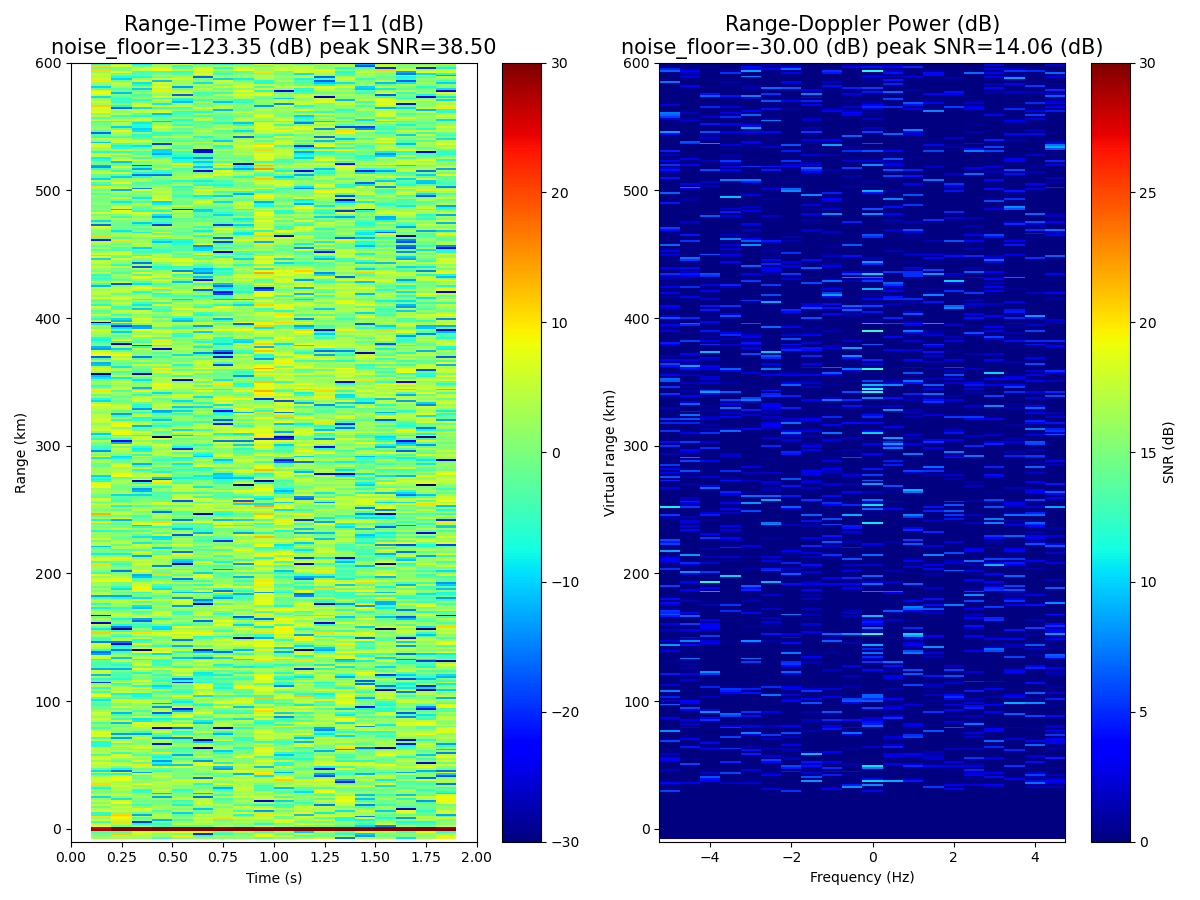 Range-Time Power f=11 (dB)
noise_floor=-123.35 (dB) peak SNR=38.50
600
500
400
300
200
100
0
Range (km)
0.00 0.25 0.50 0.75 1.00 1.25 1.50 1.75 2.00
Time (s)
30
20
10
0
−10
−20
−30
Range-Doppler Power (dB)
noise_floor=-30.00 (dB) peak SNR=14.06 (dB)
600
500
400
300
200
100
0
Virtual range (km)
−4 −2 0 2 4
Frequency (Hz)
30
25
20
15
10
5
0
SNR (dB)